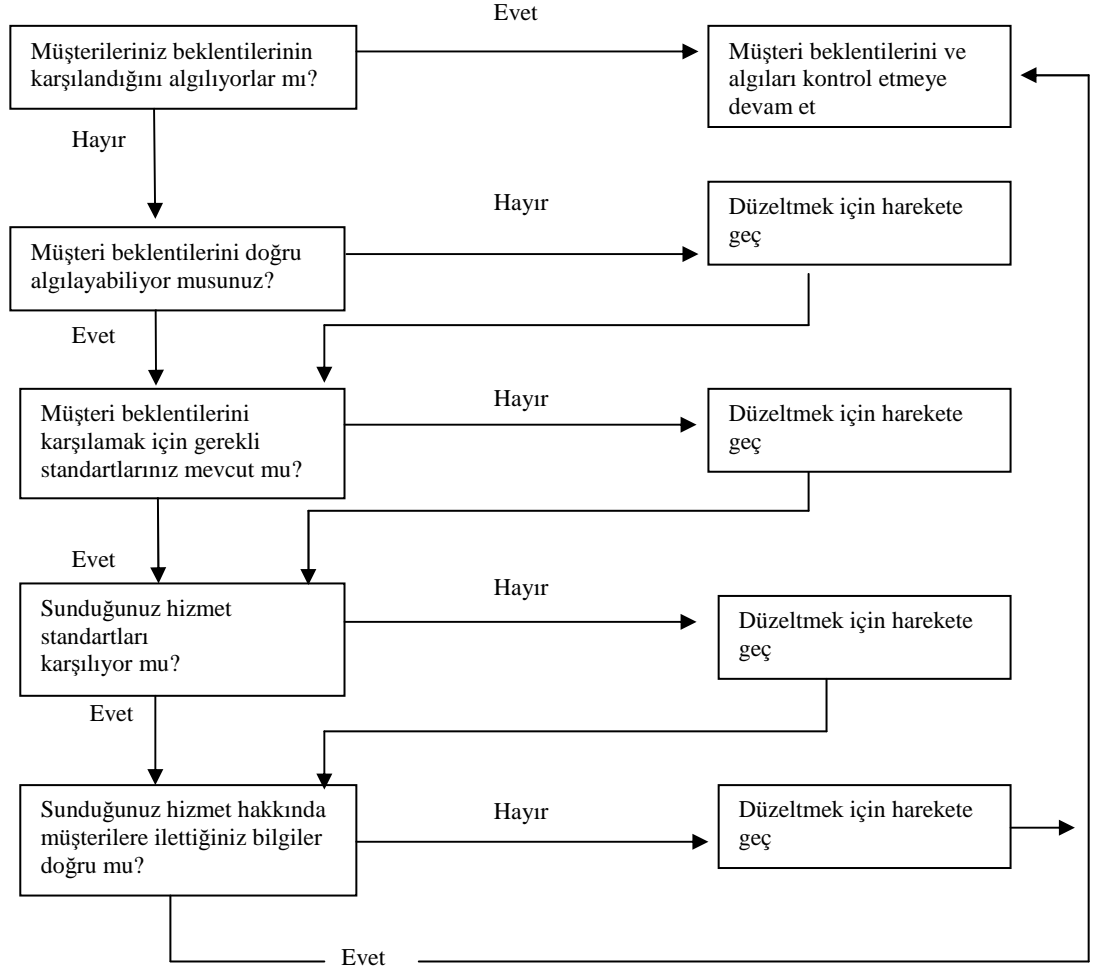 Evet
Müşterileriniz beklentilerinin
karşılandığını algılıyorlar mı?
Müşteri beklentilerini ve
algıları kontrol etmeye
devam et
Hayır
Hayır
Müşteri beklentilerini doğru
algılayabiliyor musunuz?
Düzeltmek için harekete
geç
Evet
Hayır
Müşteri beklentilerini
karşılamak için gerekli
standartlarınız mevcut mu?
Düzeltmek için harekete
geç
Evet
Hayır
Sunduğunuz hizmet
standartları
karşılıyor mu?
Düzeltmek için harekete
geç
Evet
Hayır
Sunduğunuz hizmet hakkında
müşterilere ilettiğiniz bilgiler
doğru mu?
Düzeltmek için harekete
geç
Evet